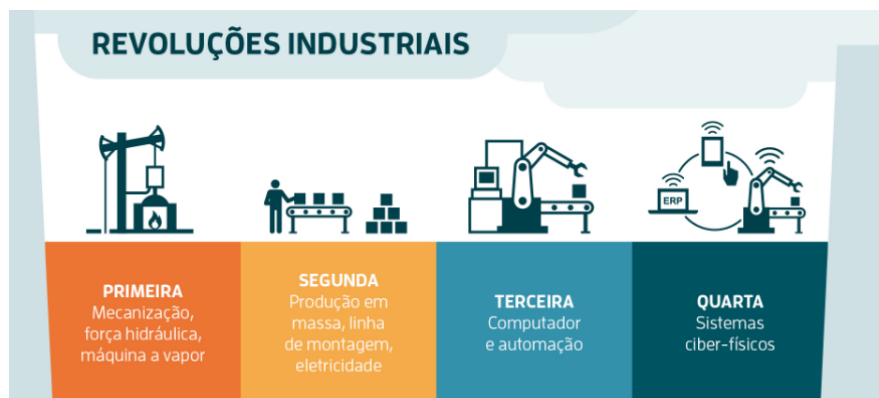 REVOLUÇÕES INDUSTRIAIS
ERP
PRIMEIRA
Mecanização,
força hidráulica,
máquina a vapor
SEGUNDA
Produção em
massa, linha
de montagem,
eletricidade
TERCEIRA
Computador
e automação
QUARTA
Sistemas
ciber-físicos